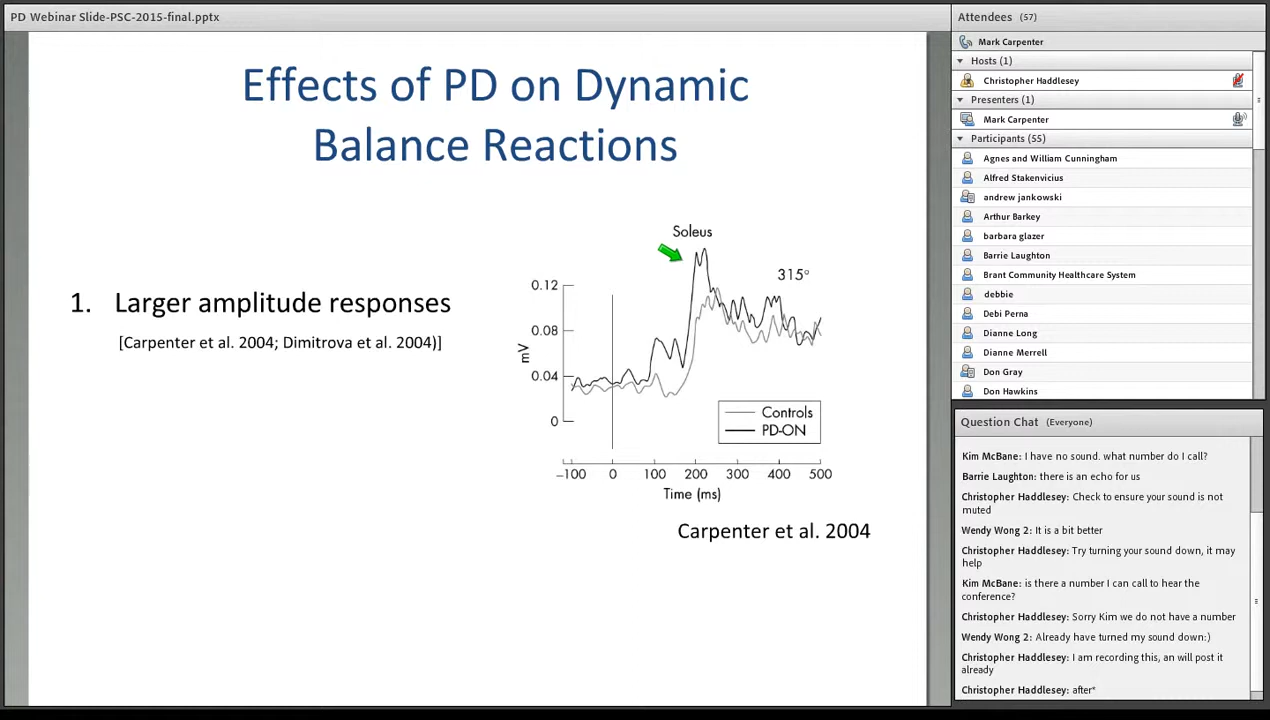 PD Webinar Slide-PSC-2015-final.pptx
Effects of PD on Dynamic
Balance Reactions
1. Larger amplitude responses
[Carpenter et al. 2004; Dimitrova et al. 2004)]
Soleus
315°
0.12
0.08
mV
0.04
0
Controls
PD-ON
−100 0 100 200 300 400 500
Time (ms)
Carpenter et al. 2004
Attendees (57)
Mark Carpenter
Hosts (1)
Christopher Haddlesey
Presenters (1)
Mark Carpenter
Participants (55)
Agnes and William Cunningham
Alfred Stakenvicius
andrew jankowski
Arthur Barkey
barbara glazer
Barrie Laughton
Brant Community Healthcare System
debbie
Debi Perna
Dianne Long
Dianne Merrell
Don Gray
Don Hawkins
Question Chat (Everyone)
Kim McBane: I have no sound. what number do I call?
Barrie Laughton: there is an echo for us
Christopher Haddlesey: Check to ensure your sound is not
muted
Wendy Wong 2: It is a bit better
Christopher Haddlesey: Try turning your sound down, it may
help
Kim McBane: is there a number I can call to hear the
conference?
Christopher Haddlesey: Sorry Kim we do not have a number
Wendy Wong 2: Already have turned my sound down:)
Christopher Haddlesey: I am recording this, an will post it
already
Christopher Haddlesey: after*